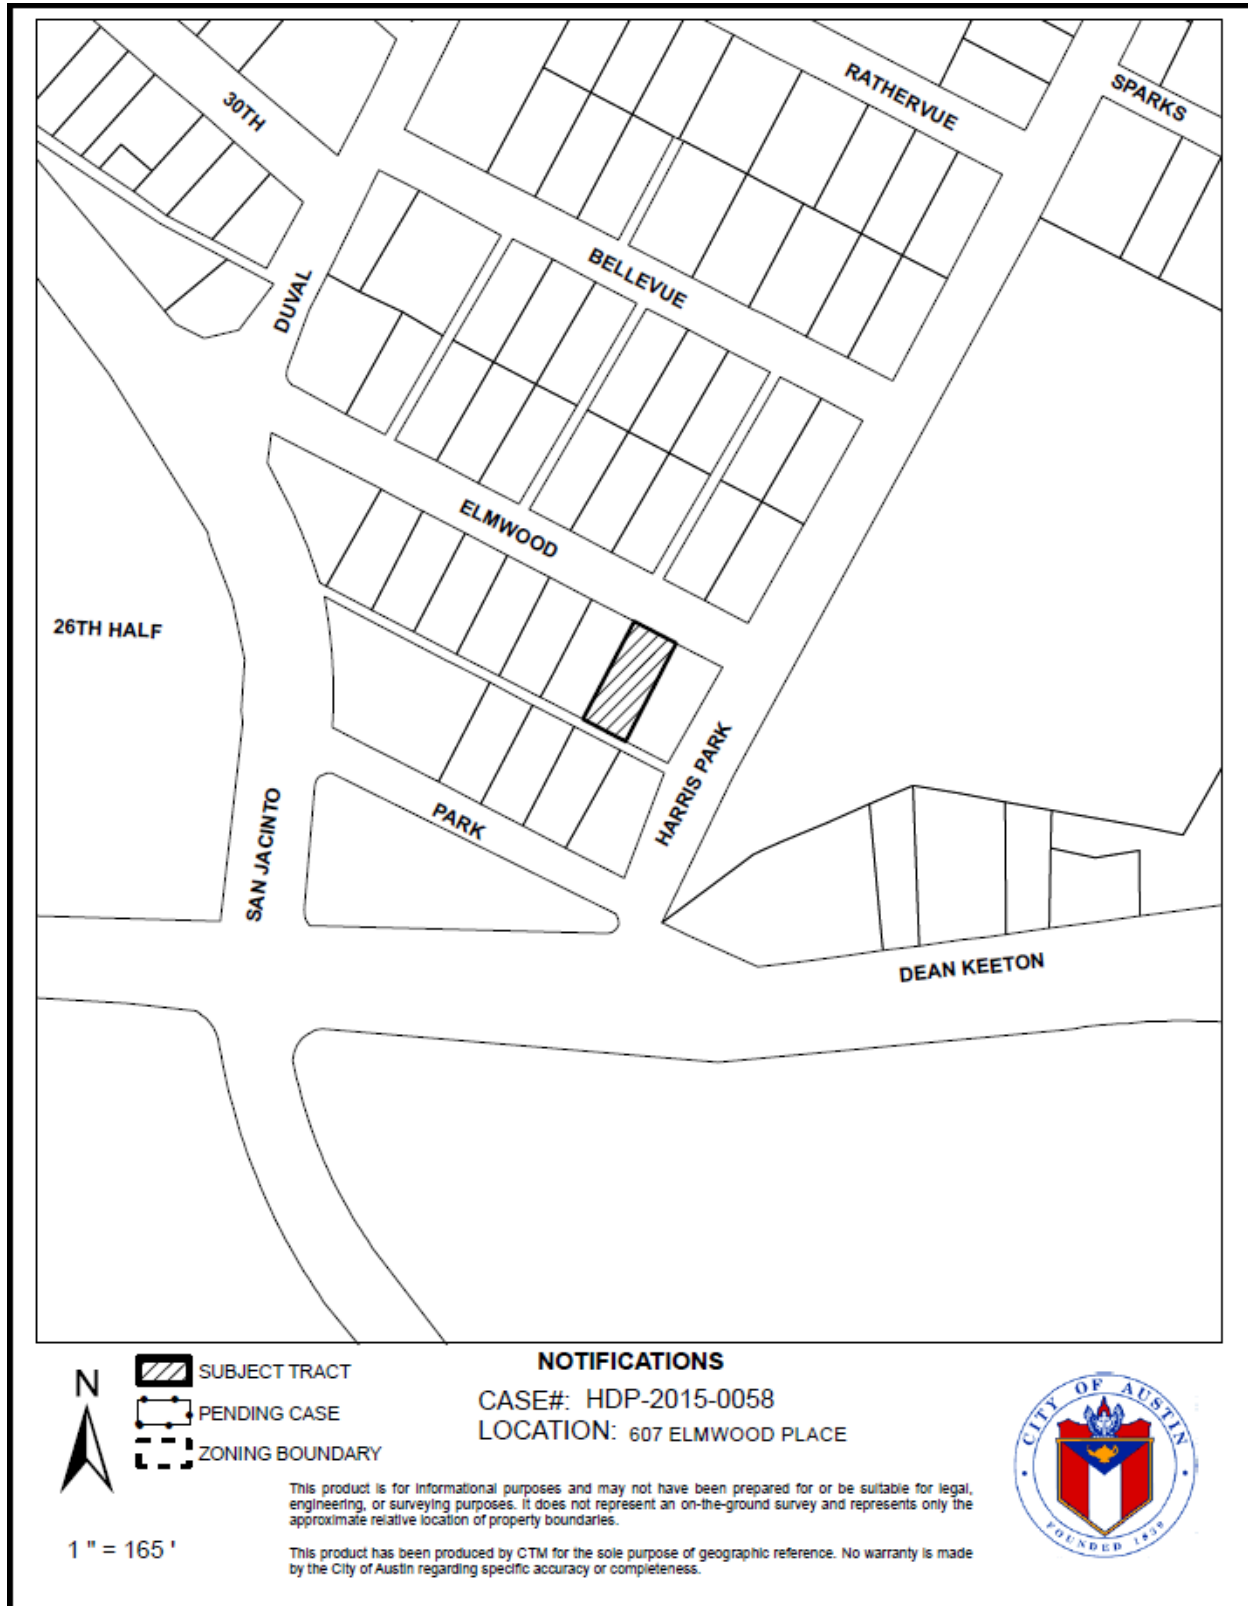 30TH
RATHERVUE
SPARKS
DUVAL
BELLEVUE
ELMWOOD
26TH HALF
HARRIS PARK
SAN JACINTO
PARK
DEAN KEETON
N
SUBJECT TRACT
PENDING CASE
ZONING BOUNDARY
1 " = 165 '
NOTIFICATIONS
CASE#: HDP-2015-0058
LOCATION: 607 ELMWOOD PLACE
This product is for informational purposes and may not have been prepared for or be suitable for legal,
engineering, or surveying purposes. It does not represent an on-the-ground survey and represents only the
approximate relative location of property boundaries.
This product has been produced by CTM for the sole purpose of geographic reference. No warranty is made
by the City of Austin regarding specific accuracy or completeness.
CITY OF AUSTIN
FOUNDED 1839